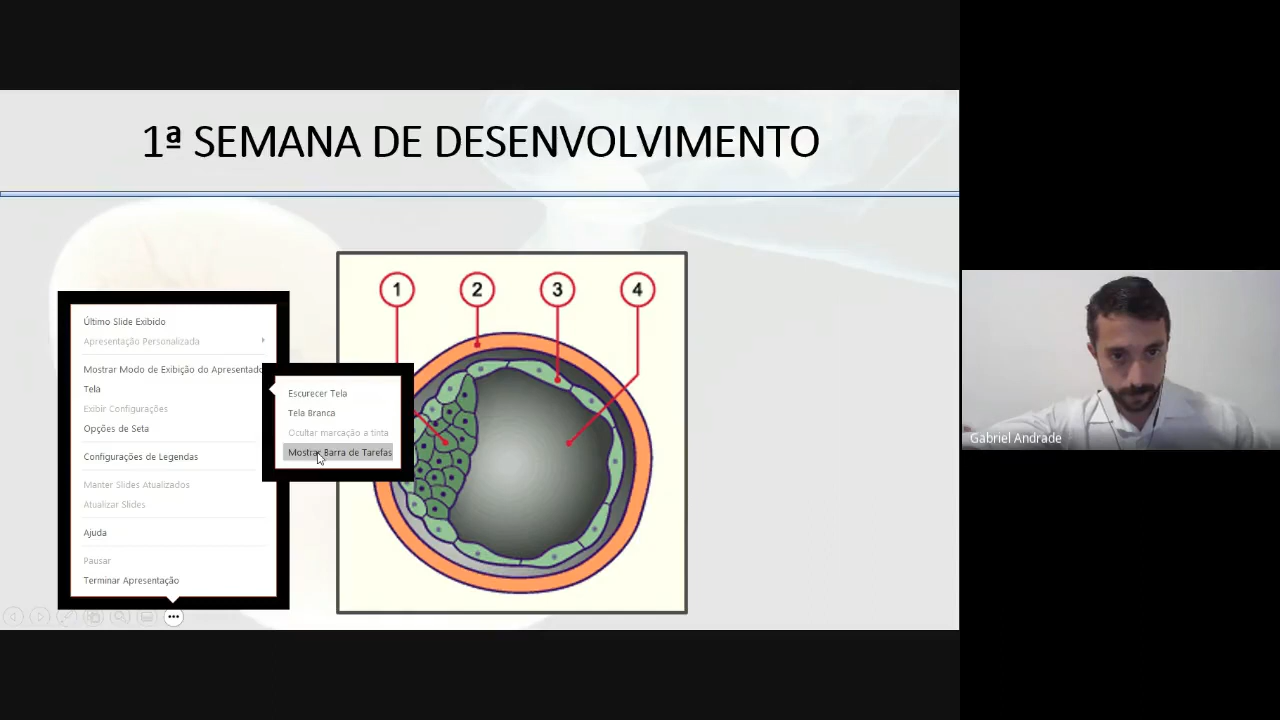 1ª SEMANA DE DESENVOLVIMENTO
1 2 3 4
Último Slide Exibido
Apresentação Personalizada
Mostrar Modo de Exibição do Apresentado
Tela
Exibir Configurações
Opções de Seta
Configurações de Legendas
Manter Slides Atualizados
Atualizar Slides
Ajuda
Pausar
Terminar Apresentação
Escurecer Tela
Tela Branca
Ocultar marcação a tinta
Mostrar Barra de Tarefas
Gabriel Andrade